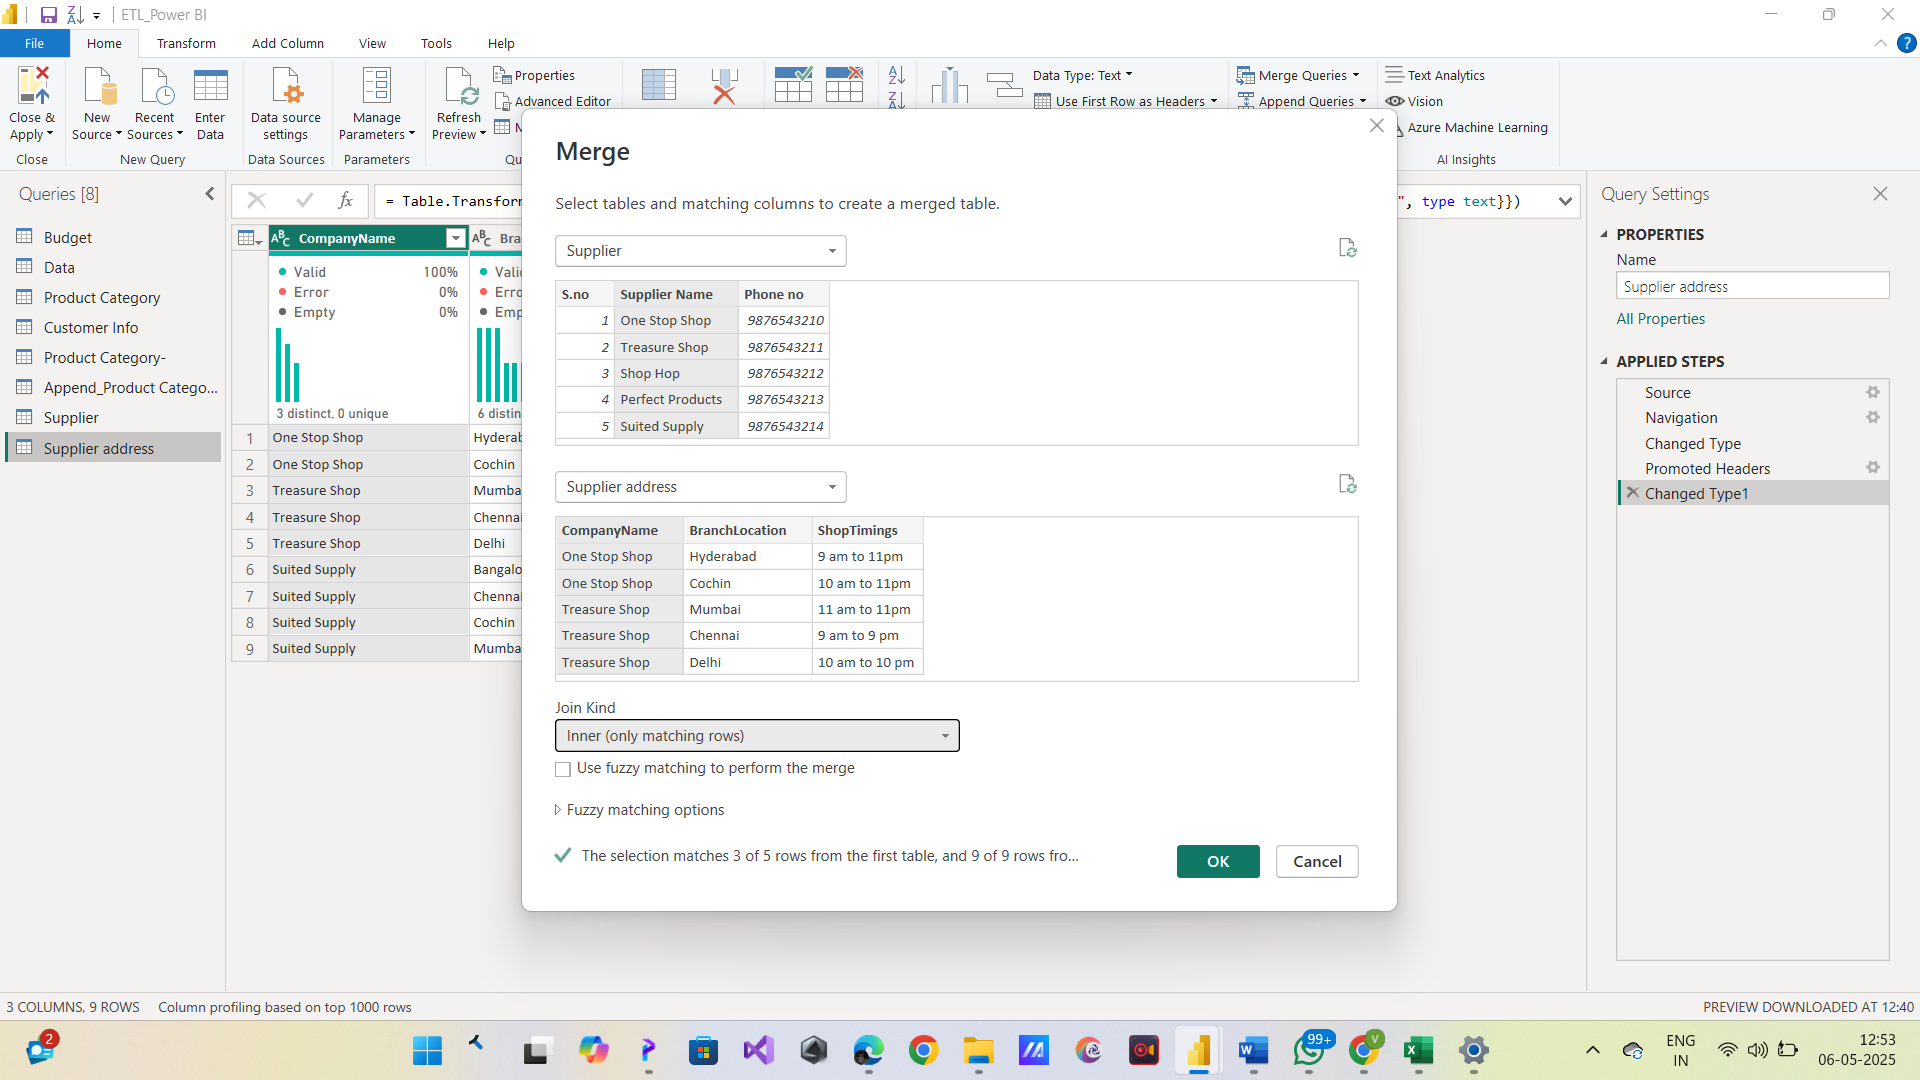 ETL_Power BI
File
Home
Transform
Add Column
View
Tools
Help
Close &
Apply
Close
New
Source
Recent
Sources
Enter
Data
New Query
Data source
settings
Data Sources
Manage
Parameters
Parameters
Refresh
Preview
Properties
Advanced Editor
Data Type: Text
Use First Row as Headers
Merge Queries
Append Queries
Text Analytics
Vision
Azure Machine Learning
AI Insights
Queries [8]
Budget
Data
Product Category
Customer Info
Product Category-
Append_Product Catego...
Supplier
Supplier address
fx
= Table.Transform
", type text}})
ABC CompanyName
ABC Bra
Valid 100%
Error 0%
Empty 0%
3 distinct, 0 unique
Vali
Erro
Emp
6 distin
1 One Stop Shop Hyderab
2 One Stop Shop Cochin
3 Treasure Shop Mumba
4 Treasure Shop Chennai
5 Treasure Shop Delhi
6 Suited Supply Bangalo
7 Suited Supply Chenna
8 Suited Supply Cochin
9 Suited Supply Mumba
Merge
Select tables and matching columns to create a merged table.
Supplier
S.no Supplier Name Phone no
1 One Stop Shop 9876543210
2 Treasure Shop 9876543211
3 Shop Hop 9876543212
4 Perfect Products 9876543213
5 Suited Supply 9876543214
Supplier address
CompanyName BranchLocation ShopTimings
One Stop Shop Hyderabad 9 am to 11pm
One Stop Shop Cochin 10 am to 11pm
Treasure Shop Mumbai 11 am to 11pm
Treasure Shop Chennai 9 am to 9 pm
Treasure Shop Delhi 10 am to 10 pm
Join Kind
Inner (only matching rows)
Use fuzzy matching to perform the merge
Fuzzy matching options
The selection matches 3 of 5 rows from the first table, and 9 of 9 rows fro...
OK
Cancel
Query Settings
PROPERTIES
Name
Supplier address
All Properties
APPLIED STEPS
Source
Navigation
Changed Type
Promoted Headers
Changed Type1
3 COLUMNS, 9 ROWS
Column profiling based on top 1000 rows
PREVIEW DOWNLOADED AT 12:40
2
99+
V
ENG
IN
12:53
06-05-2025